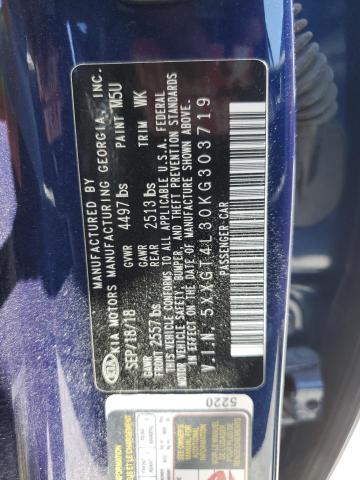 KIA MANUFACTURED BY
KIA MOTORS MANUFACTURING GEORGIA, INC.
SEP/18/18 GVWR 4497 lbs PAINT M5U
GAWR FRONT 2557 lbs GAWR REAR 2513 lbs TRIM WK
THIS VEHICLE CONFORMS TO ALL APPLICABLE U.S.A. FEDERAL
MOTOR VEHICLE SAFETY, BUMPER, AND THEFT PREVENTION STANDARDS
IN EFFECT ON THE DATE OF MANUFACTURE SHOWN ABOVE.
V.I.N. 5XXGT4L30KG303719
PASSENGER-CAR
5220